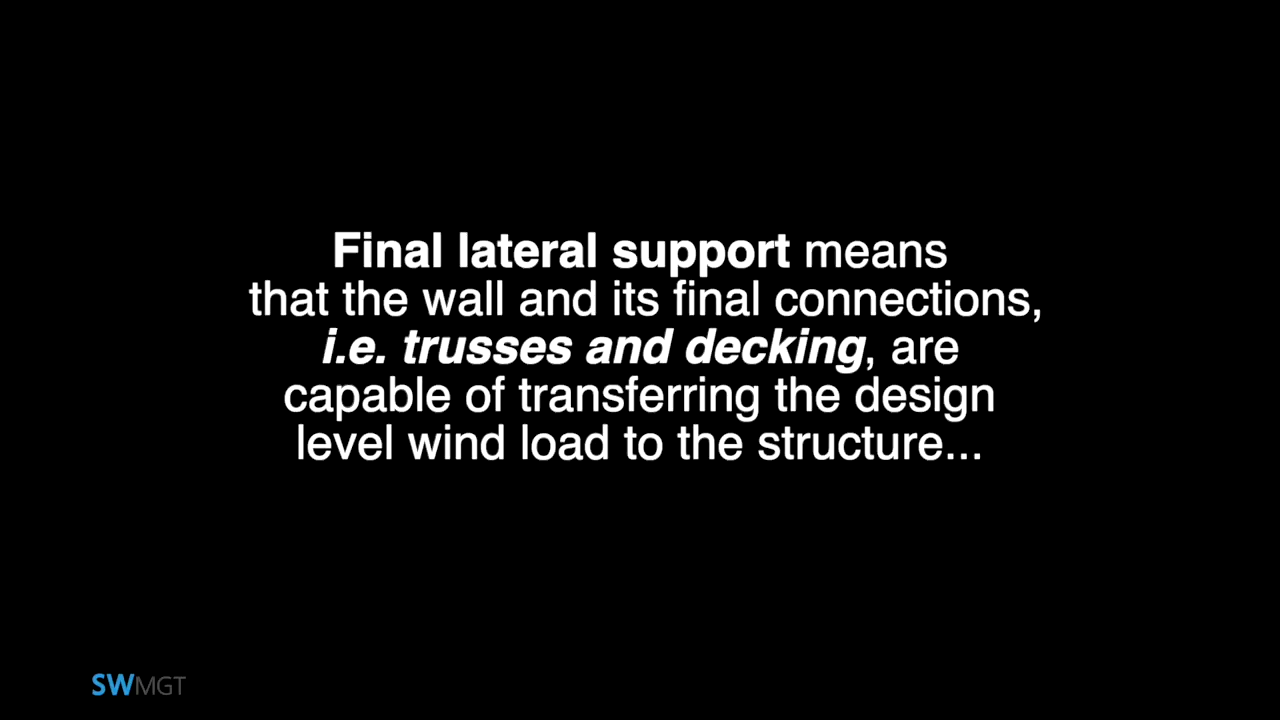 Final lateral support means
that the wall and its final connections,
i.e. trusses and decking, are
capable of transferring the design
level wind load to the structure...
SWMGT